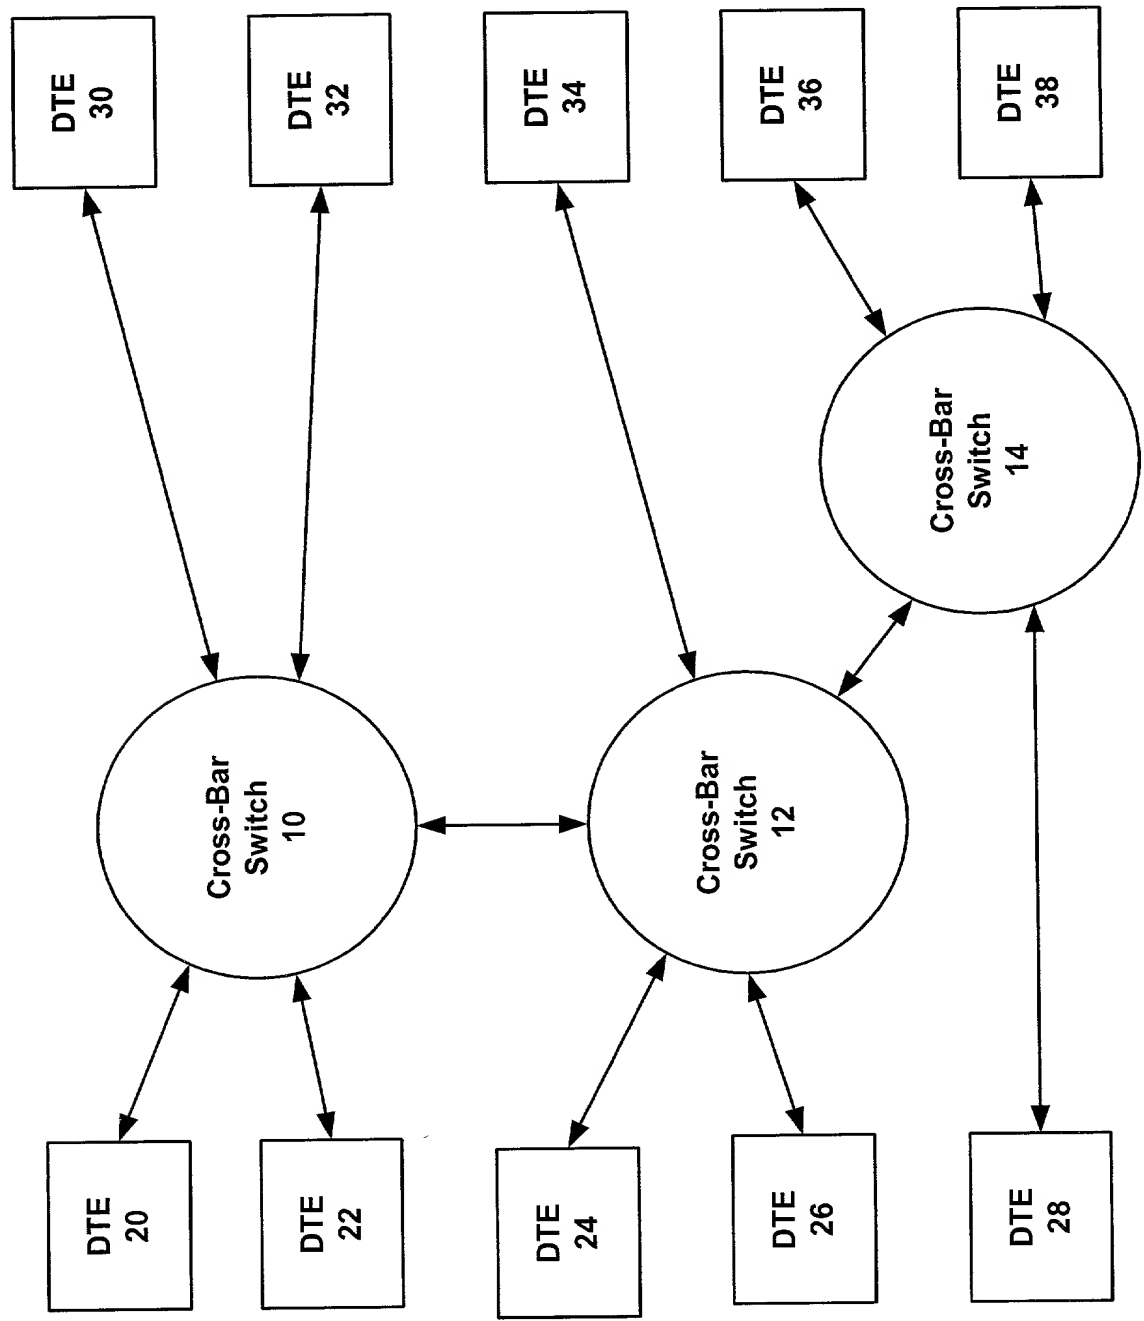 DTE
20
DTE
22
DTE
24
DTE
26
DTE
28
Cross-Bar
Switch
10
Cross-Bar
Switch
12
Cross-Bar
Switch
14
DTE
30
DTE
32
DTE
34
DTE
36
DTE
38